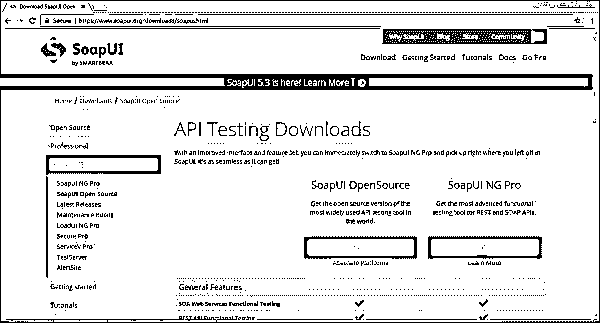 Download SoapUI Open
Secure | https://www.soapui.org/downloads/soapui.html
Why SoapUI Blog Store Community
SoapUI
by SMARTBEAR
Download Getting Started Tutorials Docs Go Pro
SoapUI 5.3 is here! Learn More
Home / Downloads / SoapUI Open Source
Open Source
Professional
SoapUI NG Pro
SoapUI Open Source
Latest Releases
Maintenance Builds
LoadUI NG Pro
Secure Pro
ServiceV Pro
TestServer
AlertSite
Getting started
Tutorials
API Testing Downloads
With an improved interface and feature set, you can immediately switch to SoapUI NG Pro and pick up right where you left off in
SoapUI. It's as seamless as it can get!
SoapUI OpenSource
Get the open source version of the
most widely used API testing tool in
the world.
All available Platforms
SoapUI NG Pro
Get the most advanced functional
testing tool for REST and SOAP APIs.
Learn More
General Features
SOA Web Services Functional Testing
REST API Functional Testing